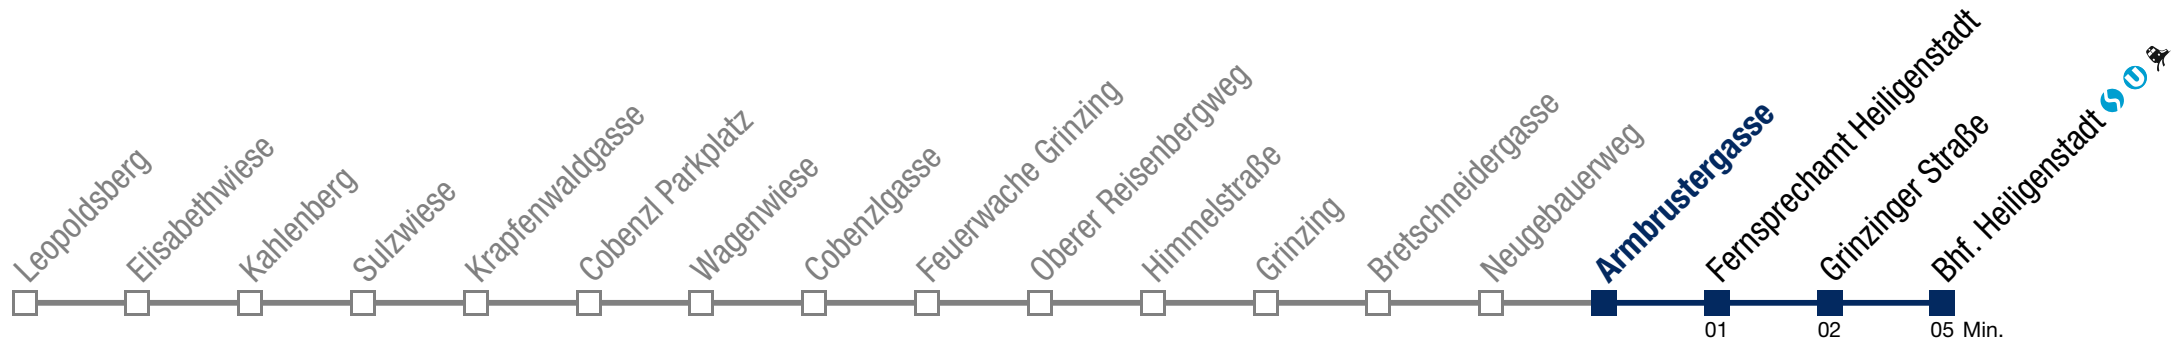 Leopoldsberg
Elisabethwiese
Kahlenberg
Sulzwiese
Krapfenwaldgasse
Cobenzl Parkplatz
Wagenwiese
Cobenzlgasse
Feuerwache Grinzing
Oberer Reisenbergweg
Himmelstraße
Grinzing
Bretschneidergasse
Neugebauerweg
Armbrustergasse
Fernsprechamt Heiligenstadt
Grinzinger Straße
Bhf. Heiligenstadt S U
01 02 05 Min.